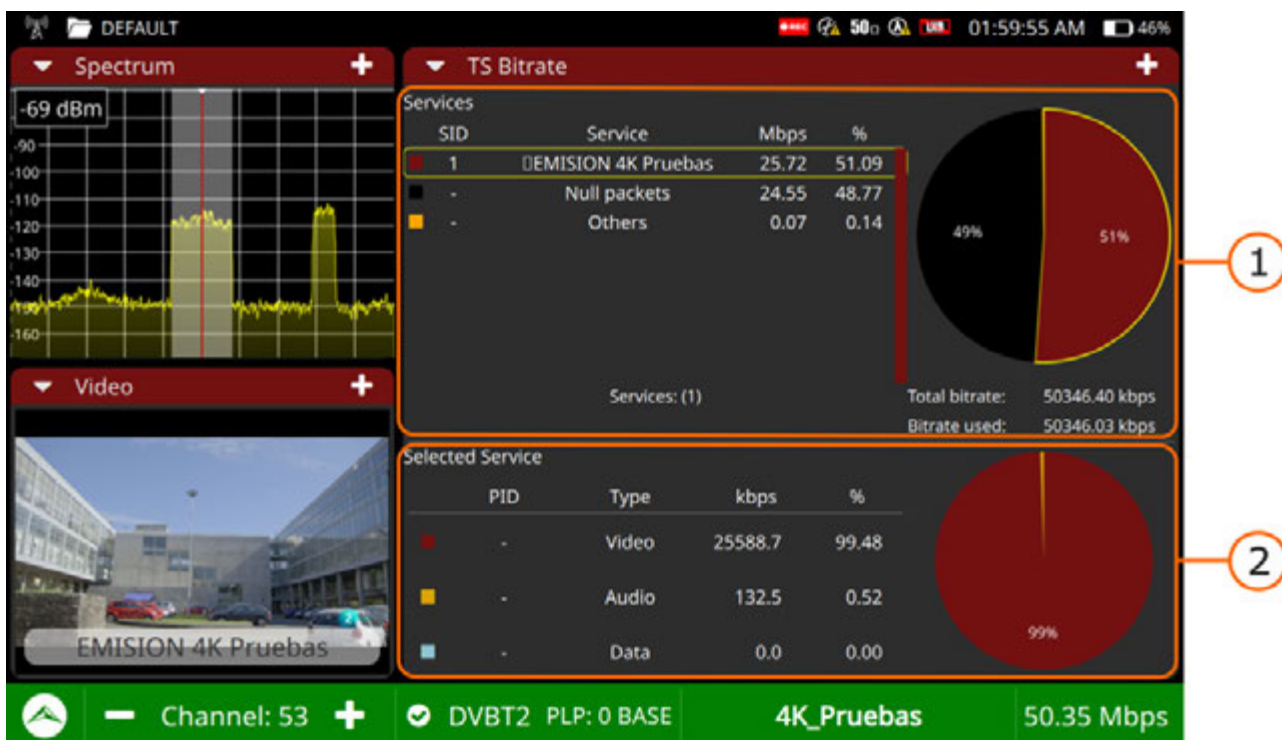 DEFAULT
REC 50Ω 01:59:55 AM 46%
Spectrum
-69 dBm
-90
-100
-110
-120
-130
-140
-160
Video
EMISION 4K Pruebas
TS Bitrate
Services
SID Service Mbps %
1 EMISION 4K Pruebas 25.72 51.09
- Null packets 24.55 48.77
- Others 0.07 0.14
49% 51%
Services: (1)
Total bitrate: 50346.40 kbps
Bitrate used: 50346.03 kbps
1
Selected Service
PID Type kbps %
- Video 25588.7 99.48
- Audio 132.5 0.52
- Data 0.0 0.00
99%
2
Channel: 53
DVBT2 PLP: 0 BASE
4K_Pruebas
50.35 Mbps